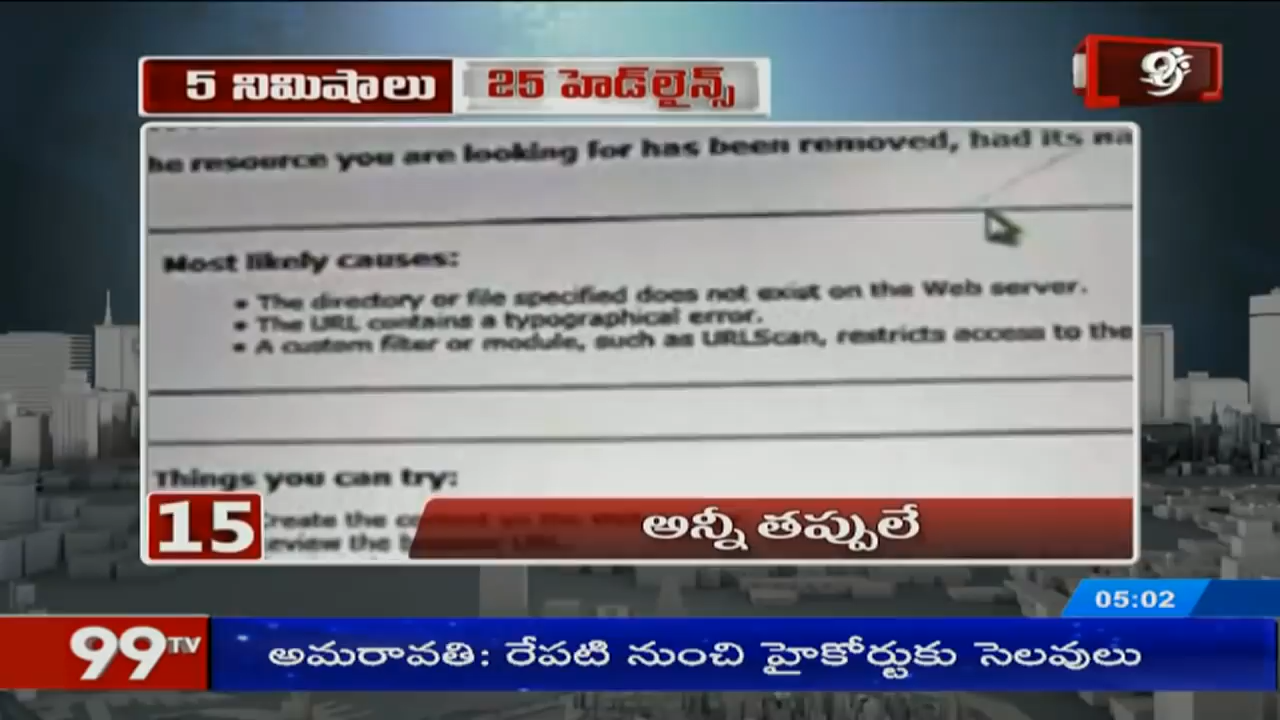 5 నిమిషాలు 25 హెడ్‌లైన్స్
he resource you are looking for has been removed, had its na
Most likely causes:
• The directory or file specified does not exist on the Web server.
• The URL contains a typographical error.
• A custom filter or module, such as URLScan, restricts access to the
Things you can try:
15 అన్నీ తప్పులే
05:02
99TV అమరావతి: రేపటి నుంచి హైకోర్టుకు సెలవులు